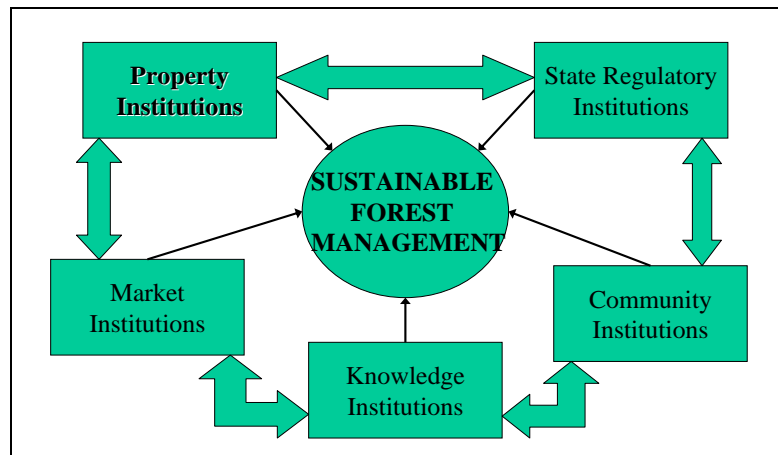 Property
Institutions
State Regulatory
Institutions
SUSTAINABLE
FOREST
MANAGEMENT
Market
Institutions
Community
Institutions
Knowledge
Institutions